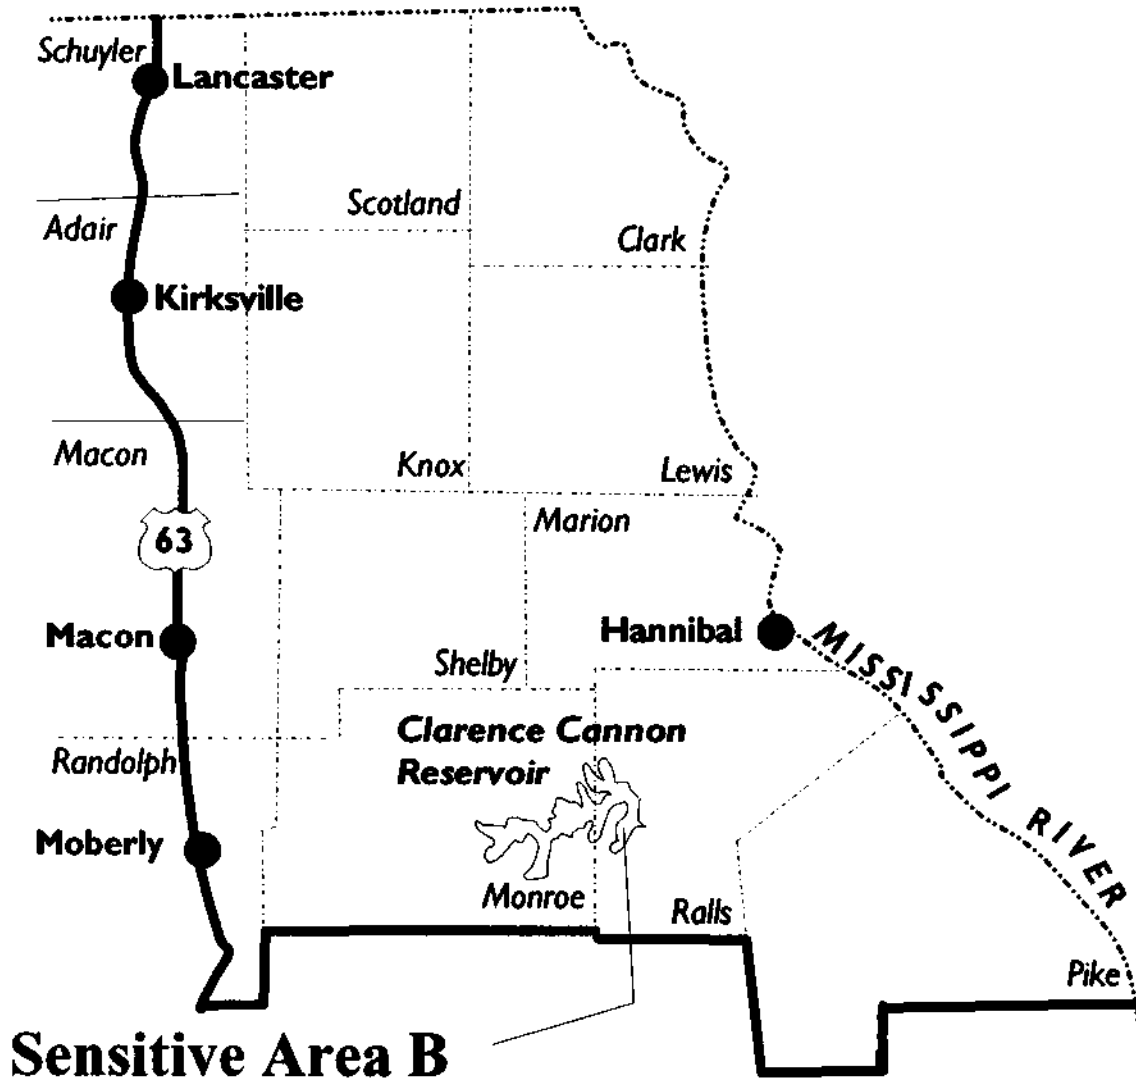 Schuyler
Lancaster
Scotland
Adair
Clark
Kirksville
Macon
Knox
Lewis
Marion
63
Macon
Hannibal
MISSISSIPPI RIVER
Shelby
Clarence Cannon
Reservoir
Randolph
Moberly
Monroe
Ralls
Pike
Sensitive Area B